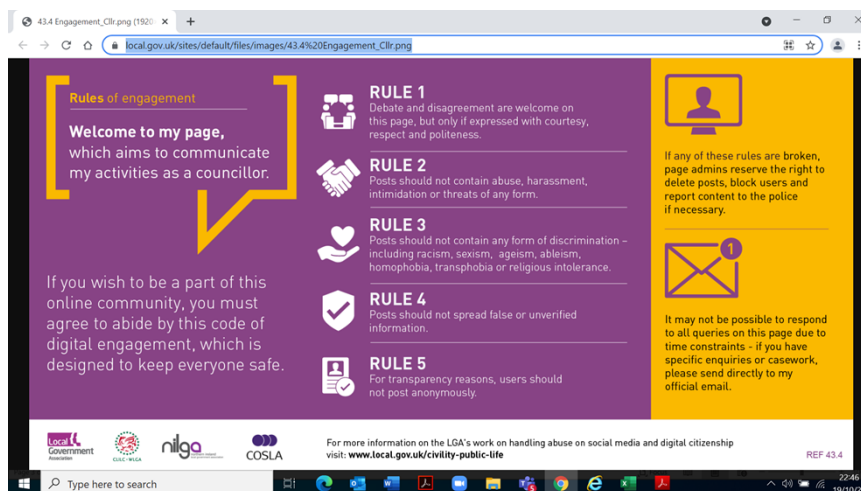 43.4 Engagement_Cllr.png (1920
local.gov.uk/sites/default/files/images/43.4%20Engagement_Cllr.png
Rules of engagement
Welcome to my page,
which aims to communicate
my activities as a councillor.
If you wish to be a part of this
online community, you must
agree to abide by this code of
digital engagement, which is
designed to keep everyone safe.
RULE 1
Debate and disagreement are welcome on
this page, but only if expressed with courtesy,
respect and politeness.
RULE 2
Posts should not contain abuse, harassment,
intimidation or threats of any form.
RULE 3
Posts should not contain any form of discrimination –
including racism, sexism, ageism, ableism,
homophobia, transphobia or religious intolerance.
RULE 4
Posts should not spread false or unverified
information.
RULE 5
For transparency reasons, users should
not post anonymously.
If any of these rules are broken,
page admins reserve the right to
delete posts, block users and
report content to the police
if necessary.
1
It may not be possible to respond
to all queries on this page due to
time constraints - if you have
specific enquiries or casework,
please send directly to my
official email.
Local
Government
Association
CLILC • WLGA
nilga
COSLA
For more information on the LGA's work on handling abuse on social media and digital citizenship
visit: www.local.gov.uk/civility-public-life
REF 43.4
Type here to search
22:46